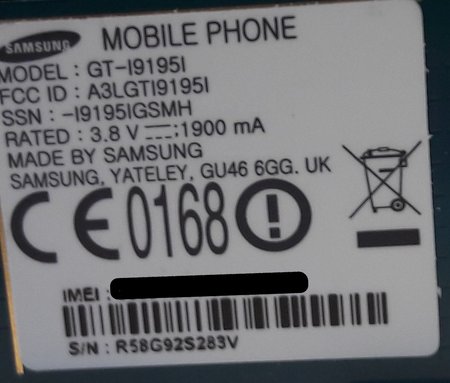 SAMSUNG MOBILE PHONE
MODEL : GT-I9195I
FCC ID : A3LGTI9195I
SSN : -I9195IGSMH
RATED : 3.8 V ⎓;1900 mA
MADE BY SAMSUNG
SAMSUNG, YATELEY, GU46 6GG. UK
CE0168
IMEI :
S/N : R58G92S283V